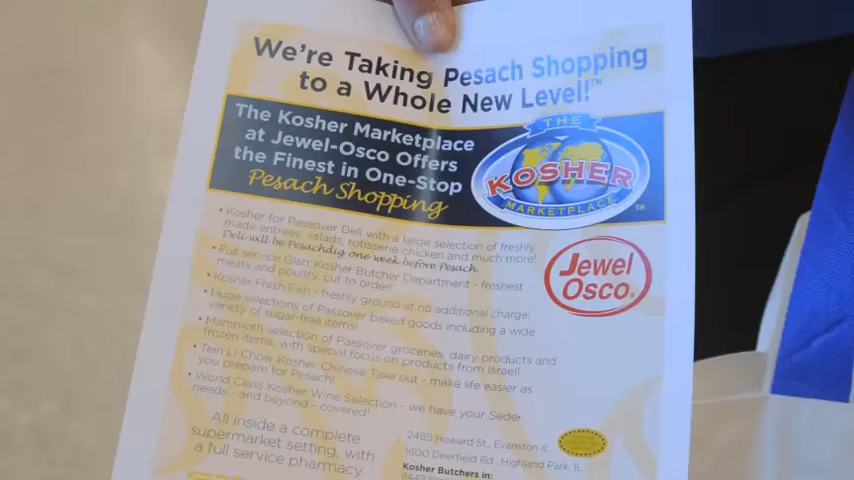 We're Taking Pesach Shopping
to a Whole New Level!™
The Kosher Marketplace
at Jewel-Osco Offers
the Finest in One-Stop
Pesach Shopping
THE
KOSHER
MARKETPLACE™
• Kosher for Passover Deli with a large selection of freshly
made entrees, salads, rotisserie chicken and much more!
Deli will be Pesachdig one week before Pesach.
• Full service Glatt Kosher Butcher Department - freshest
meats and poultry, cut to order!
• Kosher Fresh Fish - freshly ground at no additional charge!
• Huge selections of Passover baked goods including a wide
variety of sugar-free items!
• Mammoth selection of Passover groceries, dairy products and
frozen items, with special focus on products from Israel!
• Tein Li Chow Kosher Chinese Take out - make life easier as
you prepare for Pesach!
• World Class Kosher Wine Selection - we have your Seder
needs - and beyond - covered!
Jewel
Osco®
All inside a complete
supermarket setting, with
a full service pharmacy.
2485 Howard St., Evanston IL
1600 Deerfield Rd., Highland Park, IL
Kosher Butchers in: